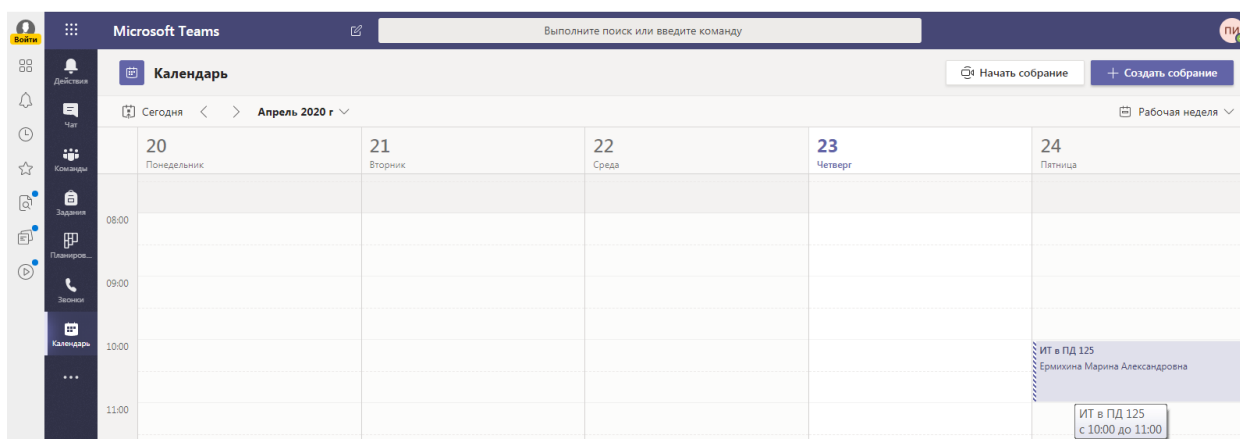 Войти
Microsoft Teams
Выполните поиск или введите команду
ПИ
Действия
Чат
Команды
Задания
Планиров...
Звонки
Календарь
Календарь
Начать собрание
+ Создать собрание
Сегодня
Апрель 2020 г
Рабочая неделя
20
Понедельник
21
Вторник
22
Среда
23
Четверг
24
Пятница
08:00
09:00
10:00
11:00
ИТ в ПД 125
Ермихина Марина Александровна
ИТ в ПД 125
с 10:00 до 11:00